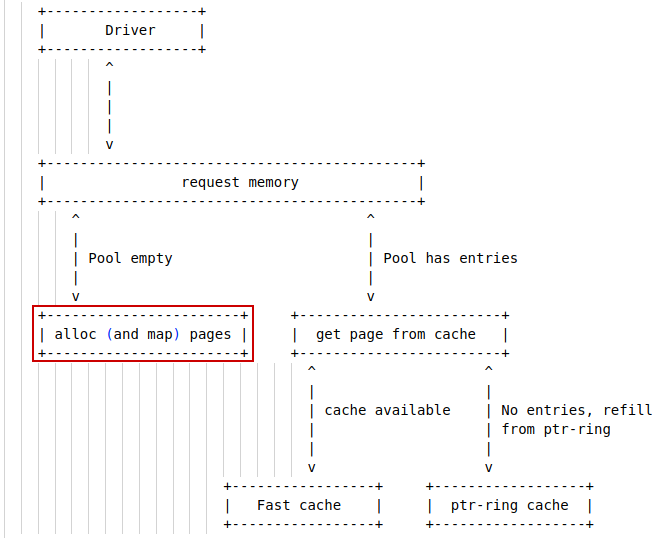 +------------------+
|       Driver     |
+------------------+
        ^
        |
        |
        |
        v
+--------------------------------------------+
|                request memory              |
+--------------------------------------------+
    ^                                  ^
    |                                  |
    | Pool empty                       | Pool has entries
    |                                  |
    v                                  v
+-----------------------+     +------------------------+
| alloc (and map) pages |     |  get page from cache   |
+-----------------------+     +------------------------+
                                ^                    ^
                                |                    |
                                | cache available    | No entries, refill
                                |                    | from ptr-ring
                                |                    |
                                v                    v
                      +-----------------+     +------------------+
                      |   Fast cache    |     |  ptr-ring cache  |
                      +-----------------+     +------------------+